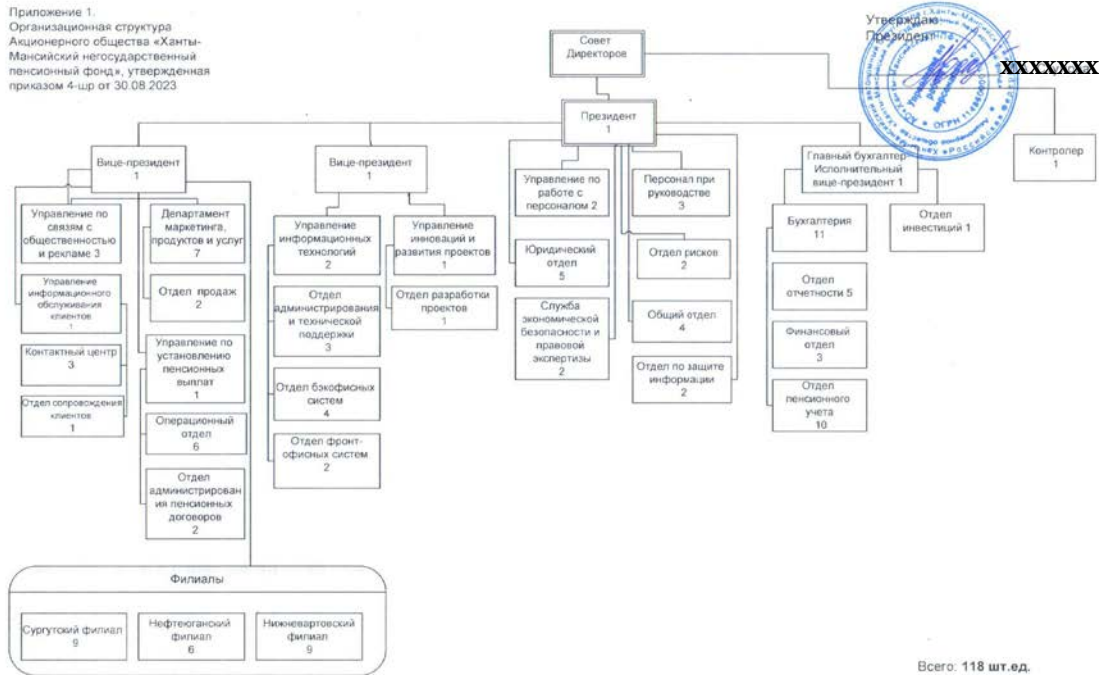 Приложение 1.
Организационная структура
Акционерного общества «Ханты-
Мансийский негосударственный
пенсионный фонд», утвержденная
приказом 4-шр от 30.08.2023
Утверждаю
Президент
XXXXXXX
Совет
Директоров
Президент
1
Контролер
1
Вице-президент
1
Вице-президент
1
Главный бухгалтер-
Исполнительный
вице-президент 1
Управление по
связям с
общественностью
и рекламе 3
Департамент
маркетинга,
продуктов и услуг
7
Управление
информационного
обслуживания
клиентов
1
Отдел продаж
2
Контактный центр
3
Управление по
установлению
пенсионных
выплат
1
Отдел сопровождения
клиентов
1
Операционный
отдел
6
Отдел
администрирован
ия пенсионных
договоров
2
Управление
информационных
технологий
2
Управление
инноваций и
развития проектов
1
Отдел
администрирования
и технической
поддержки
3
Отдел разработки
проектов
1
Отдел бэкофисных
систем
4
Отдел фронт-
офисных систем
2
Управление по
работе с
персоналом 2
Персонал при
руководстве
3
Юридический
отдел
5
Отдел рисков
2
Служба
экономической
безопасности и
правовой
экспертизы
2
Общий отдел
4
Отдел по защите
информации
2
Бухгалтерия
11
Отдел
инвестиций 1
Отдел
отчетности 5
Финансовый
отдел
3
Отдел
пенсионного
учета
10
Филиалы
Сургутский филиал
9
Нефтеюганский
филиал
6
Нижневартовский
филиал
9
Всего: 118 шт.ед.